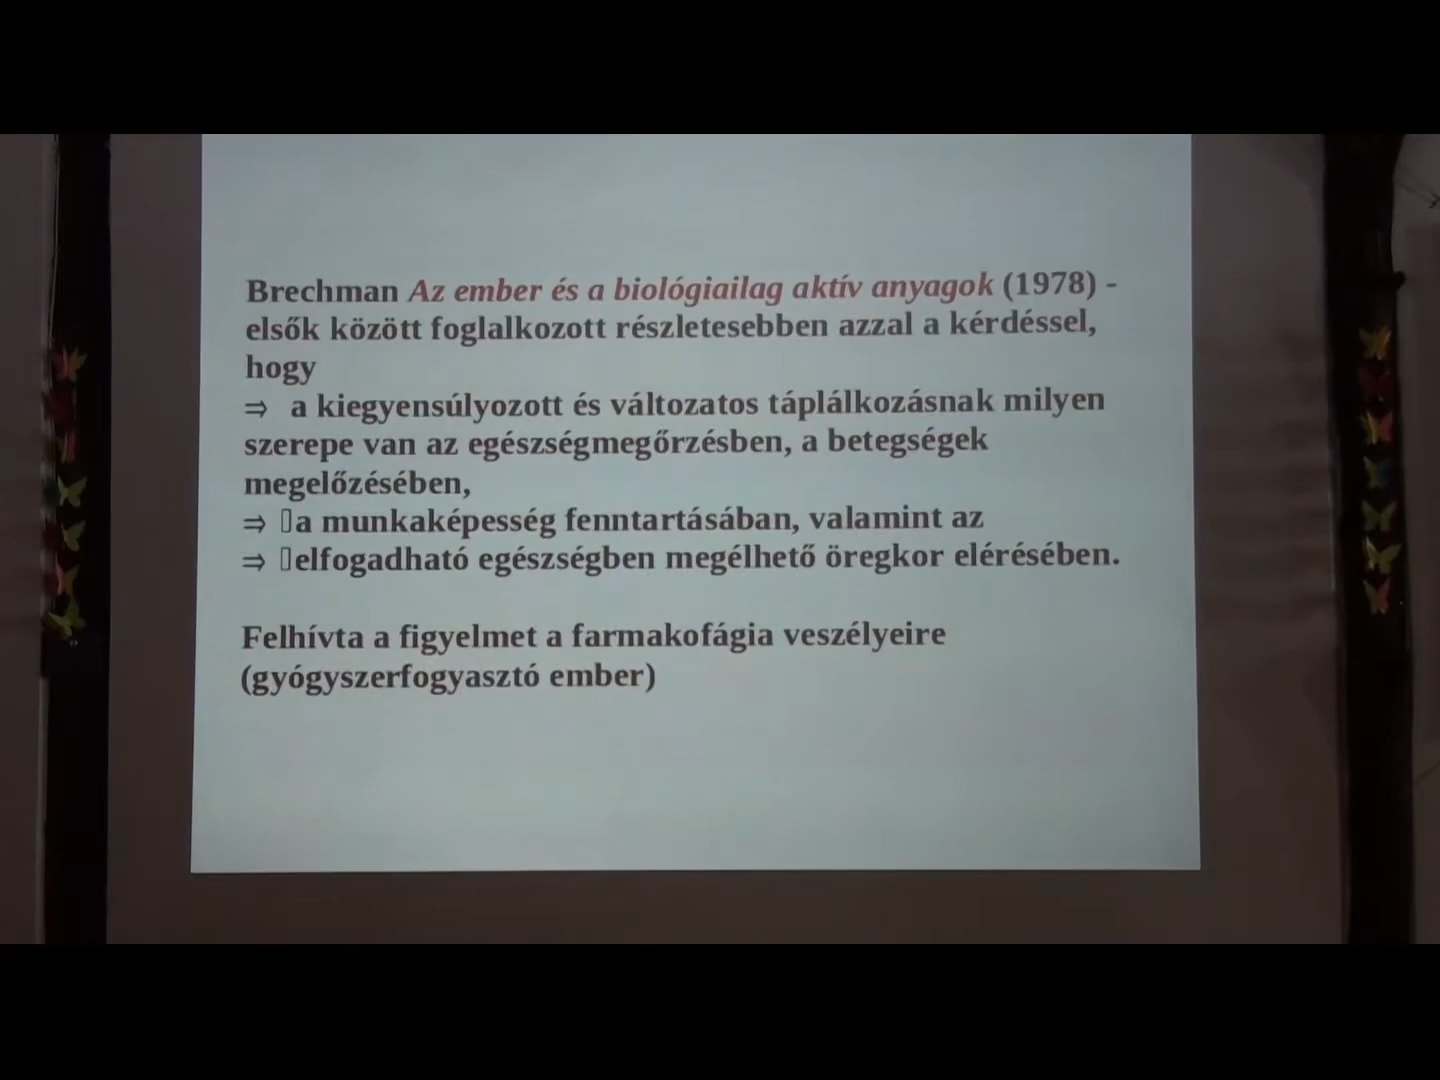 Brechman Az ember és a biológiailag aktív anyagok (1978) -
elsők között foglalkozott részletesebben azzal a kérdéssel,
hogy
⇒ a kiegyensúlyozott és változatos táplálkozásnak milyen
szerepe van az egészségmegőrzésben, a betegségek
megelőzésében,
⇒ ▯a munkaképesség fenntartásában, valamint az
⇒ ▯elfogadható egészségben megélhető öregkor elérésében.
Felhívta a figyelmet a farmakofágia veszélyeire
(gyógyszerfogyasztó ember)